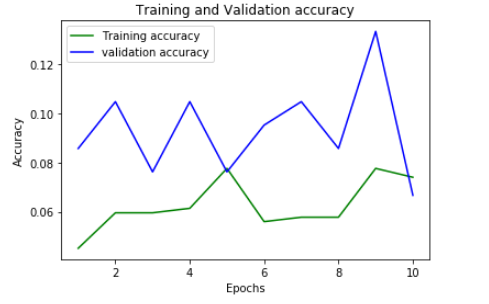 Training and Validation accuracy
Training accuracy
validation accuracy
0.12
0.10
0.08
0.06
Accuracy
2 4 6 8 10
Epochs